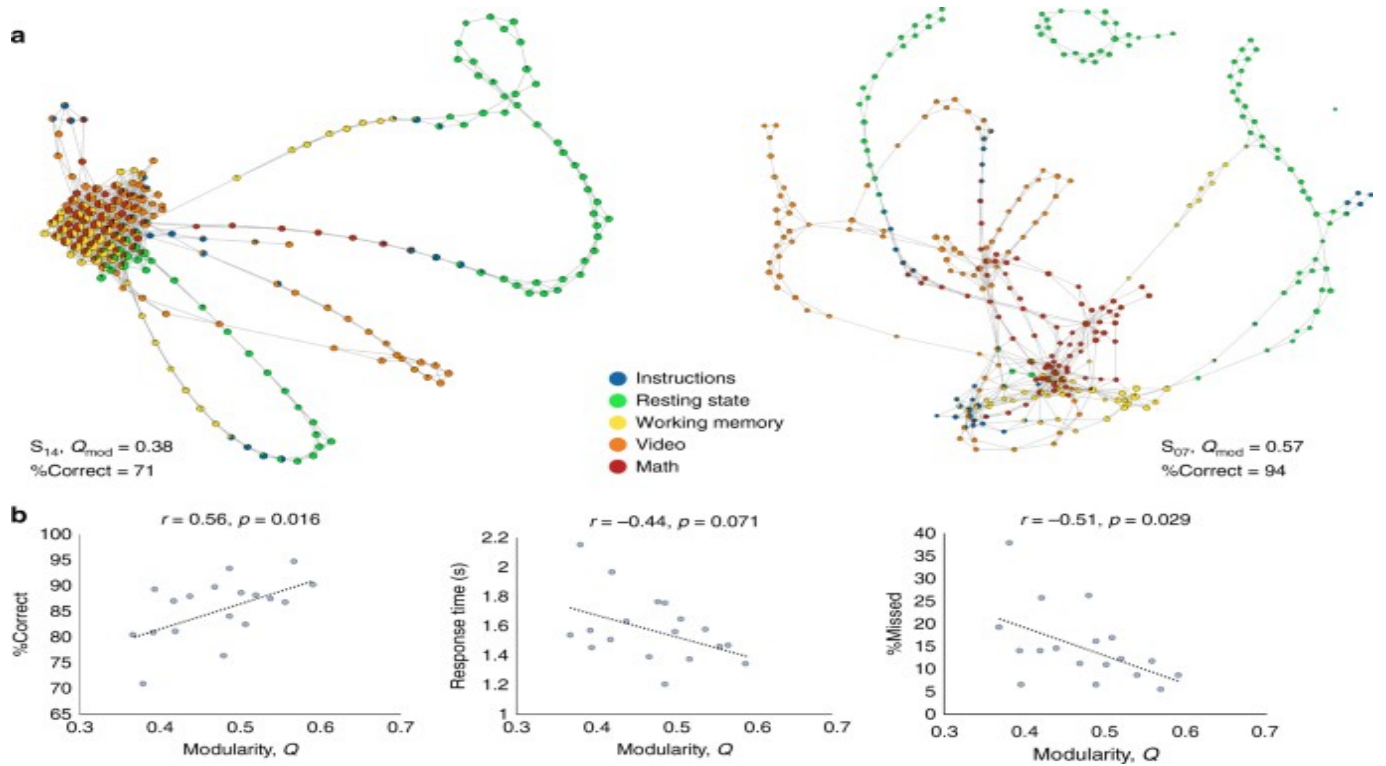 a
Instructions
Resting state
Working memory
Video
Math
S14, Qmod = 0.38
%Correct = 71
S07, Qmod = 0.57
%Correct = 94
b
r = 0.56, p = 0.016
100
95
90
85
80
75
70
65
%Correct
0.3 0.4 0.5 0.6 0.7
Modularity, Q
r = –0.44, p = 0.071
2.2
2
1.8
1.6
1.4
1.2
1
Response time (s)
0.3 0.4 0.5 0.6 0.7
Modularity, Q
r = –0.51, p = 0.029
40
35
30
25
20
15
10
5
0
%Missed
0.3 0.4 0.5 0.6 0.7
Modularity, Q